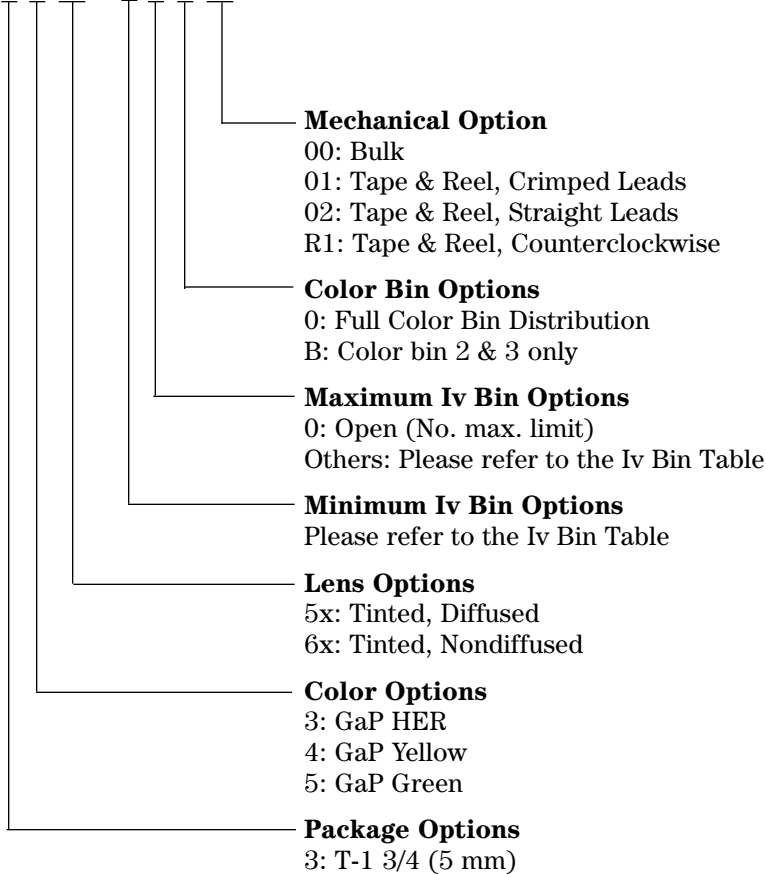 Mechanical Option
00: Bulk
01: Tape & Reel, Crimped Leads
02: Tape & Reel, Straight Leads
R1: Tape & Reel, Counterclockwise
Color Bin Options
0: Full Color Bin Distribution
B: Color bin 2 & 3 only
Maximum Iv Bin Options
0: Open (No. max. limit)
Others: Please refer to the Iv Bin Table
Minimum Iv Bin Options
Please refer to the Iv Bin Table
Lens Options
5x: Tinted, Diffused
6x: Tinted, Nondiffused
Color Options
3: GaP HER
4: GaP Yellow
5: GaP Green
Package Options
3: T-1 3/4 (5 mm)